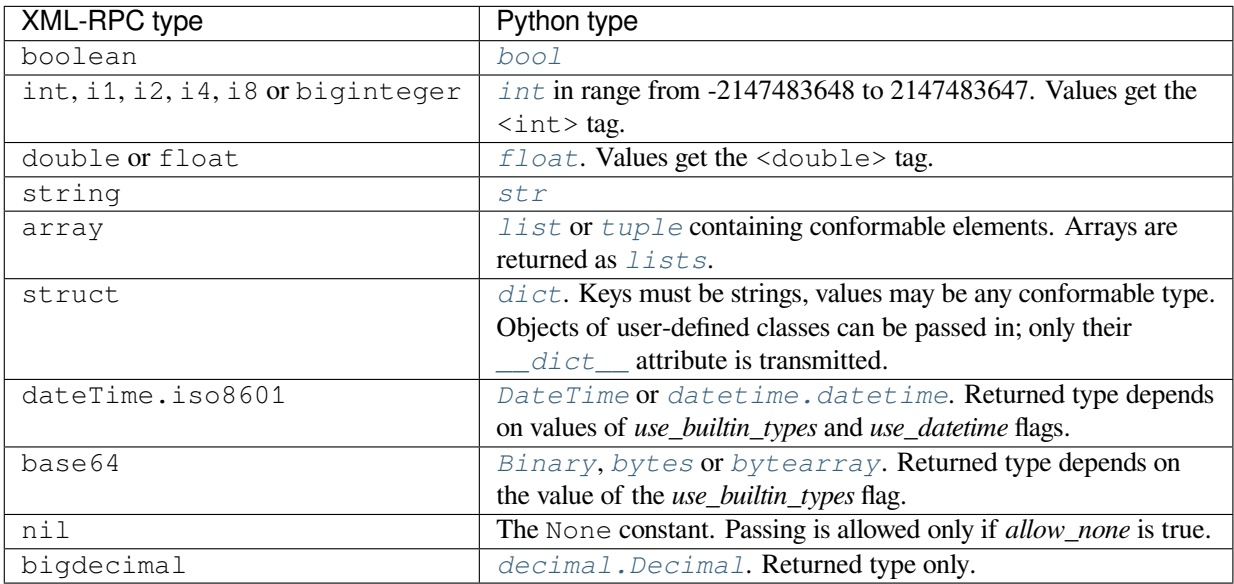 XML-RPC type Python type
boolean bool
int, i1, i2, i4, i8 or biginteger int in range from -2147483648 to 2147483647. Values get the
<int> tag.
double or float float. Values get the <double> tag.
string str
array list or tuple containing conformable elements. Arrays are
returned as lists.
struct dict. Keys must be strings, values may be any conformable type.
Objects of user-defined classes can be passed in; only their
__dict__ attribute is transmitted.
dateTime.iso8601 DateTime or datetime.datetime. Returned type depends
on values of use_builtin_types and use_datetime flags.
base64 Binary, bytes or bytearray. Returned type depends on
the value of the use_builtin_types flag.
nil The None constant. Passing is allowed only if allow_none is true.
bigdecimal decimal.Decimal. Returned type only.